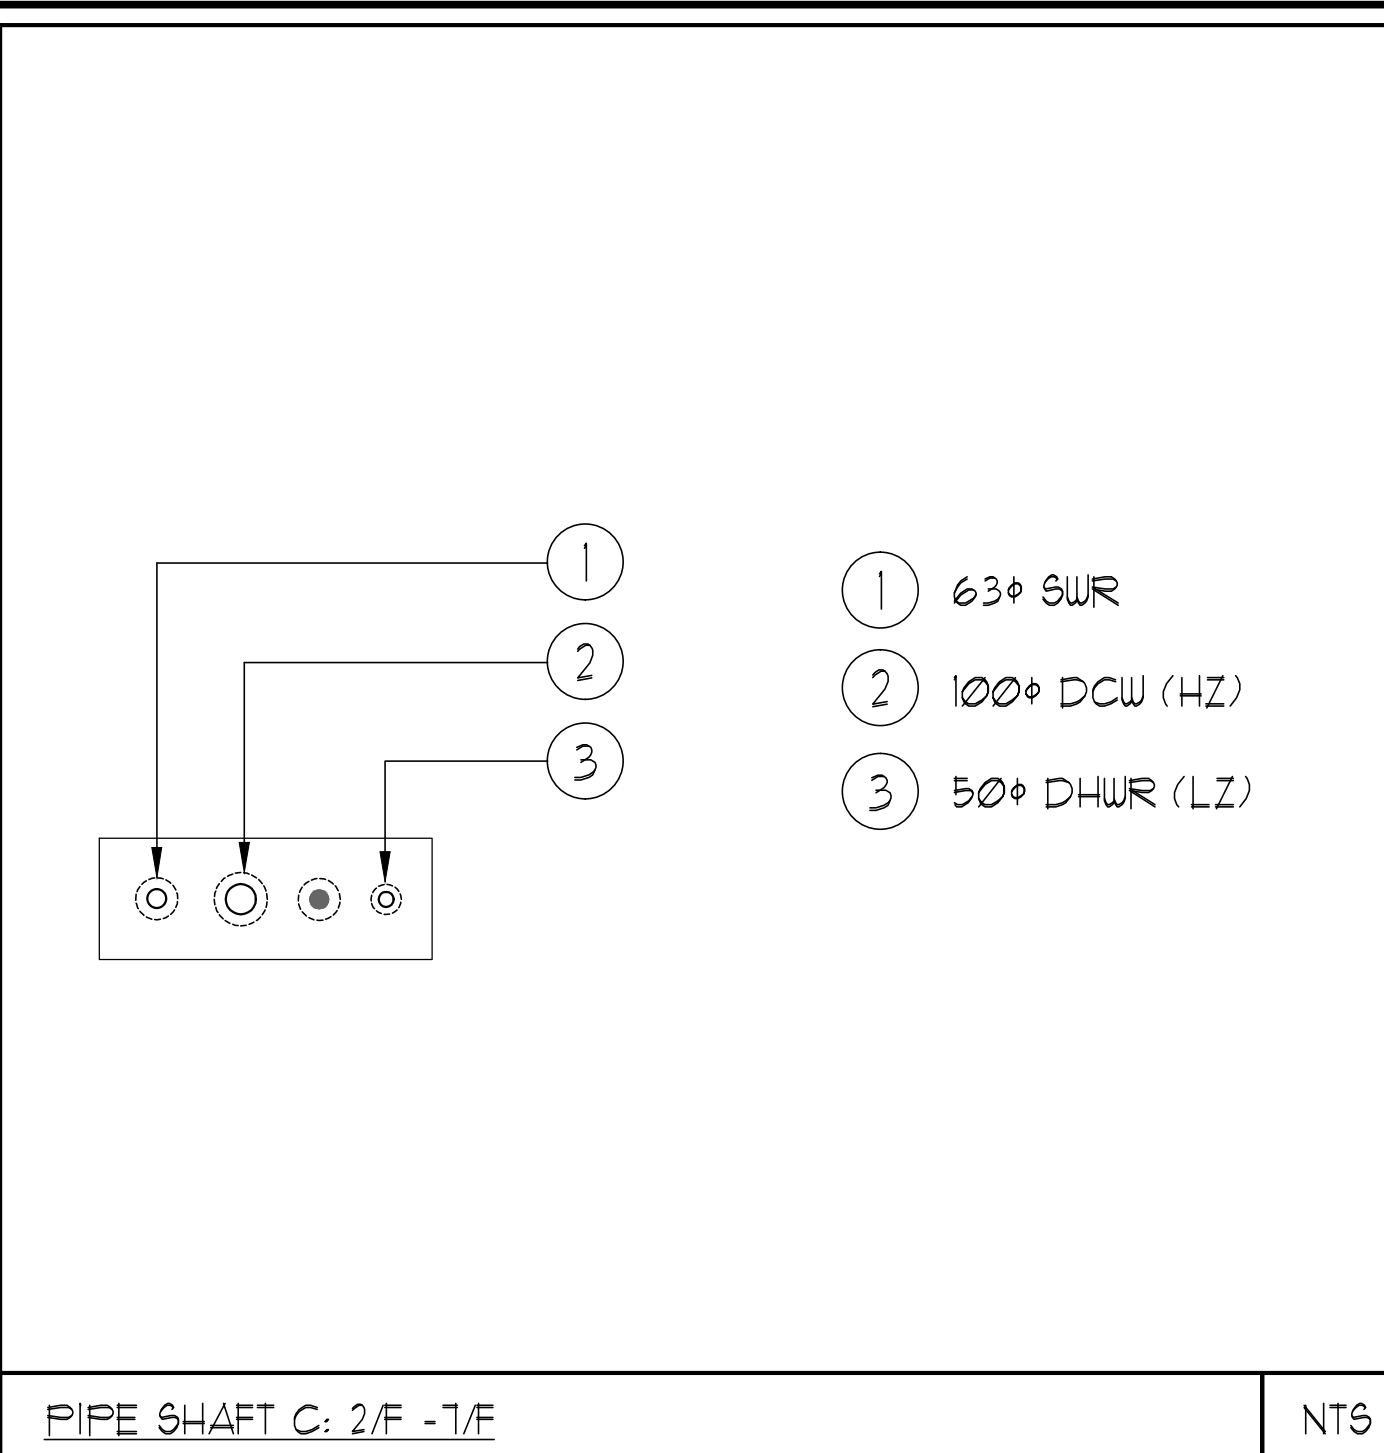 1
2
3
1 63ϕ SWR
2 100ϕ DCW (HZ)
3 50ϕ DHWR (LZ)
PIPE SHAFT C: 2/F -7/F
NTS